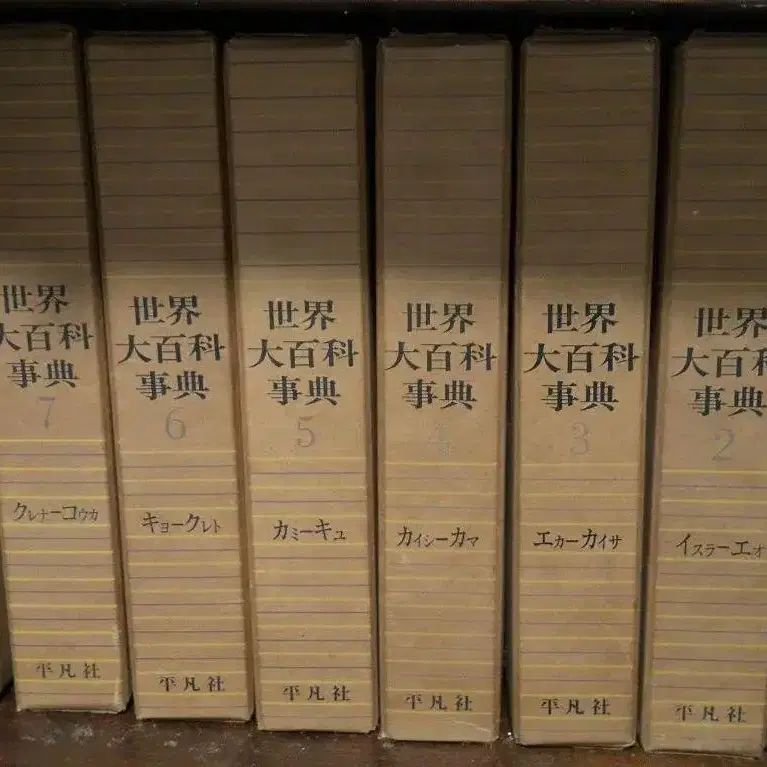 世界
大百科
事典
7
クレナーコウカ
平凡社
世界
大百科
事典
6
キョークレト
平凡社
世界
大百科
事典
5
カミーキュ
平凡社
世界
大百科
事典
4
カイシーカマ
平凡社
世界
大百科
事典
3
エカーカイサ
平凡社
世界
大百科
事典
2
イスラーエオ
平凡社